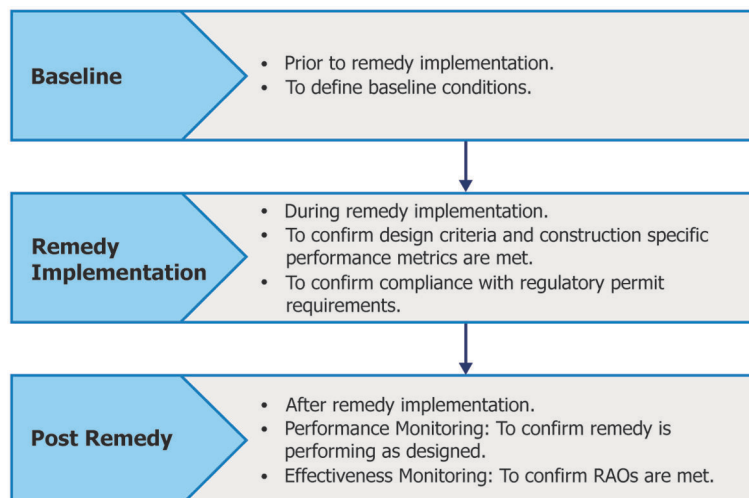 Baseline
• Prior to remedy implementation.
• To define baseline conditions.
Remedy
Implementation
• During remedy implementation.
• To confirm design criteria and construction specific
performance metrics are met.
• To confirm compliance with regulatory permit
requirements.
Post Remedy
• After remedy implementation.
• Performance Monitoring: To confirm remedy is
performing as designed.
• Effectiveness Monitoring: To confirm RAOs are met.